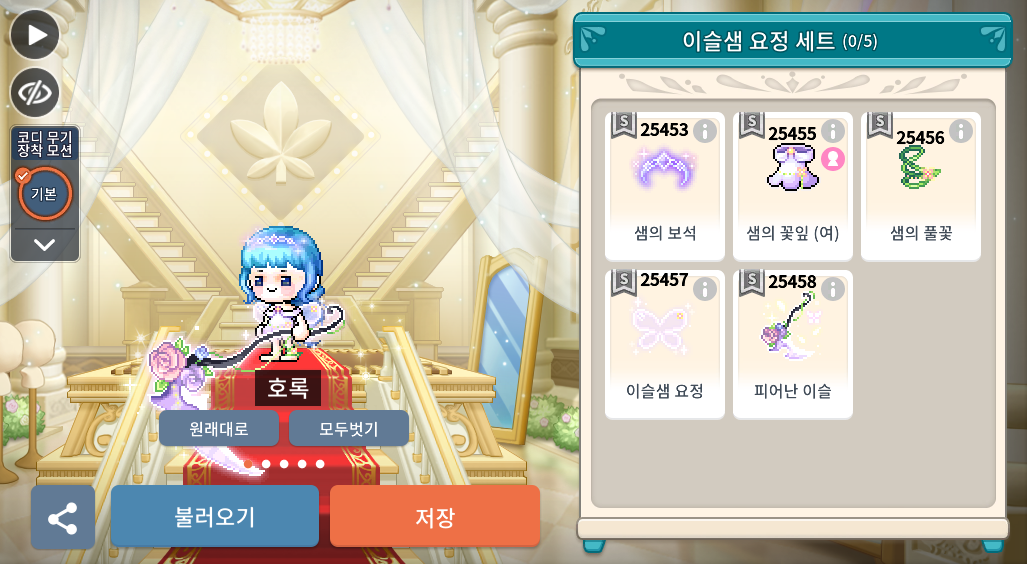 코디 무기
장착 모션
기본
호록
원래대로
모두벗기
불러오기
저장
이슬샘 요정 세트 (0/5)
S 25453
샘의 보석
S 25455
샘의 꽃잎 (여)
S 25456
샘의 풀꽃
S 25457
이슬샘 요정
S 25458
피어난 이슬